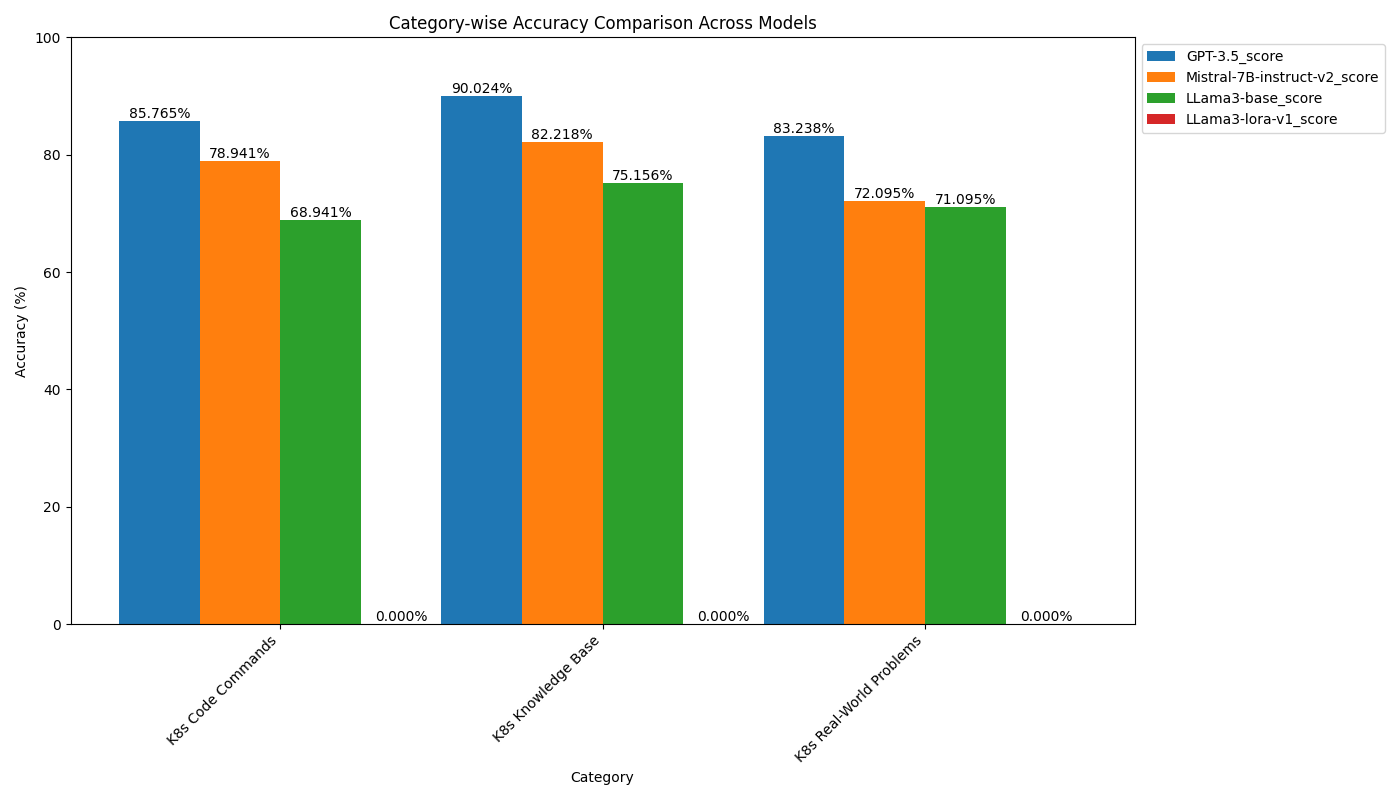 Category-wise Accuracy Comparison Across Models
GPT-3.5_score
Mistral-7B-instruct-v2_score
LLama3-base_score
LLama3-lora-v1_score
Accuracy (%)
100
80
60
40
20
0
85.765%
78.941%
68.941%
0.000%
90.024%
82.218%
75.156%
0.000%
83.238%
72.095%
71.095%
0.000%
K8s Code Commands
K8s Knowledge Base
K8s Real-World Problems
Category